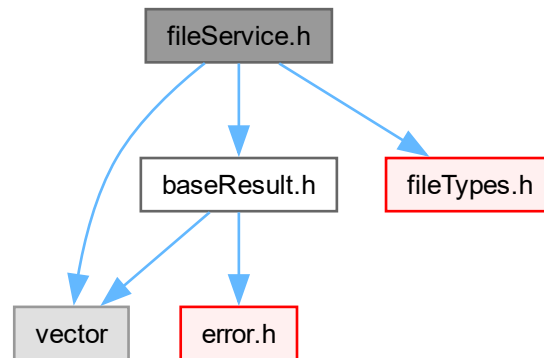 fileService.h
baseResult.h
fileTypes.h
vector
error.h